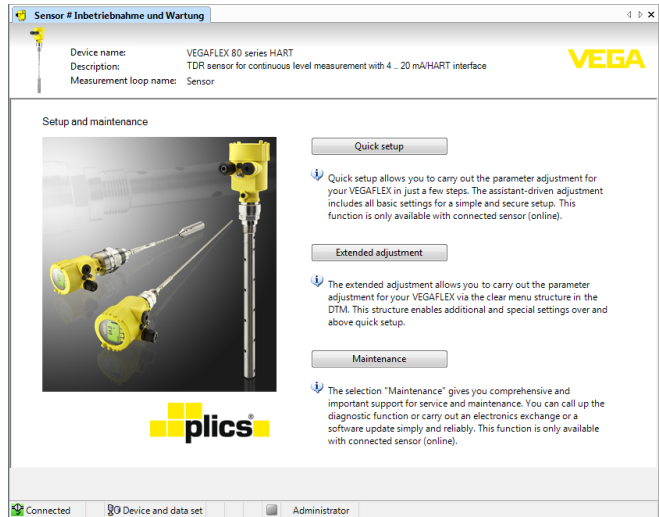 Sensor # Inbetriebnahme und Wartung
Device name: VEGAFLEX 80 series HART
Description: TDR sensor for continuous level measurement with 4 .. 20 mA/HART interface
Measurement loop name: Sensor
VEGA
Setup and maintenance
Quick setup
Quick setup allows you to carry out the parameter adjustment for
your VEGAFLEX in just a few steps. The assistant-driven adjustment
includes all basic settings for a simple and secure setup. This
function is only available with connected sensor (online).
Extended adjustment
The extended adjustment allows you to carry out the parameter
adjustment for your VEGAFLEX via the clear menu structure in the
DTM. This structure enables additional and special settings over and
above quick setup.
Maintenance
The selection "Maintenance" gives you comprehensive and
important support for service and maintenance. You can call up the
diagnostic function or carry out an electronics exchange or a
software update simply and reliably. This function is only available
with connected sensor (online).
plics®
Connected Device and data set Administrator